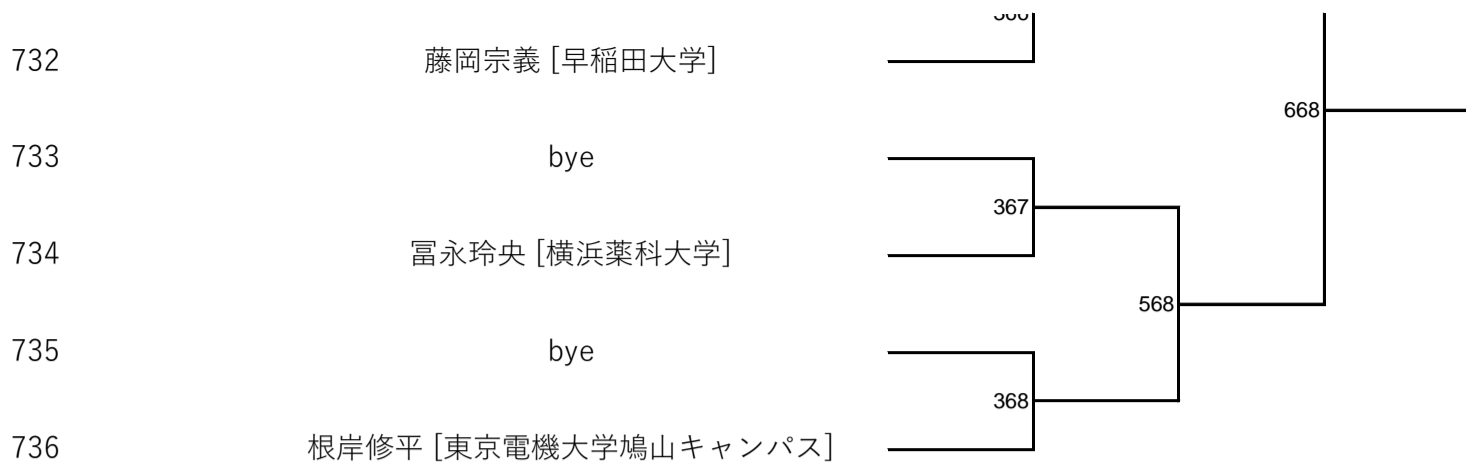 732 藤岡宗義 [早稲田大学]
668
733 bye
367
734 冨永玲央 [横浜薬科大学]
568
735 bye
368
736 根岸修平 [東京電機大学鳩山キャンパス]